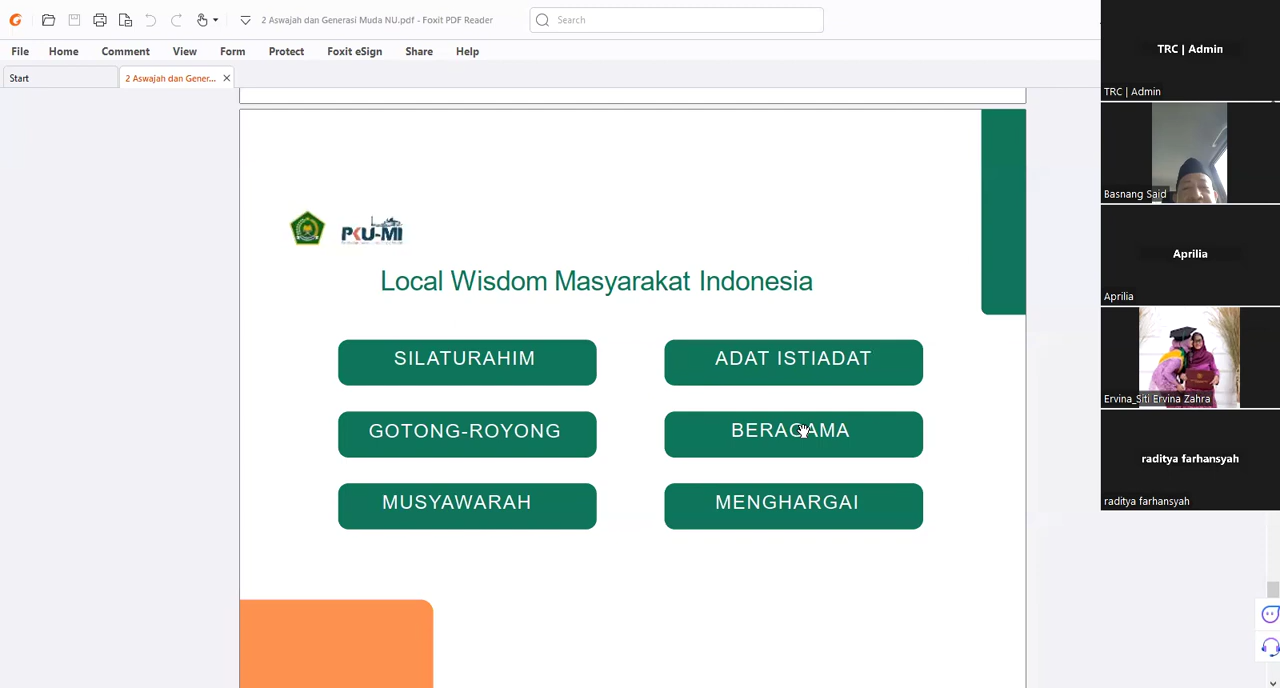 2 Aswajah dan Generasi Muda NU.pdf - Foxit PDF Reader
Search
File Home Comment View Form Protect Foxit eSign Share Help
Start
2 Aswajah dan Gener...
PKU-MI
Local Wisdom Masyarakat Indonesia
SILATURAHIM
ADAT ISTIADAT
GOTONG-ROYONG
BERAGAMA
MUSYAWARAH
MENGHARGAI
TRC | Admin
TRC | Admin
Basnang Said
Aprilia
Aprilia
Ervina_Siti Ervina Zahra
raditya farhansyah
raditya farhansyah